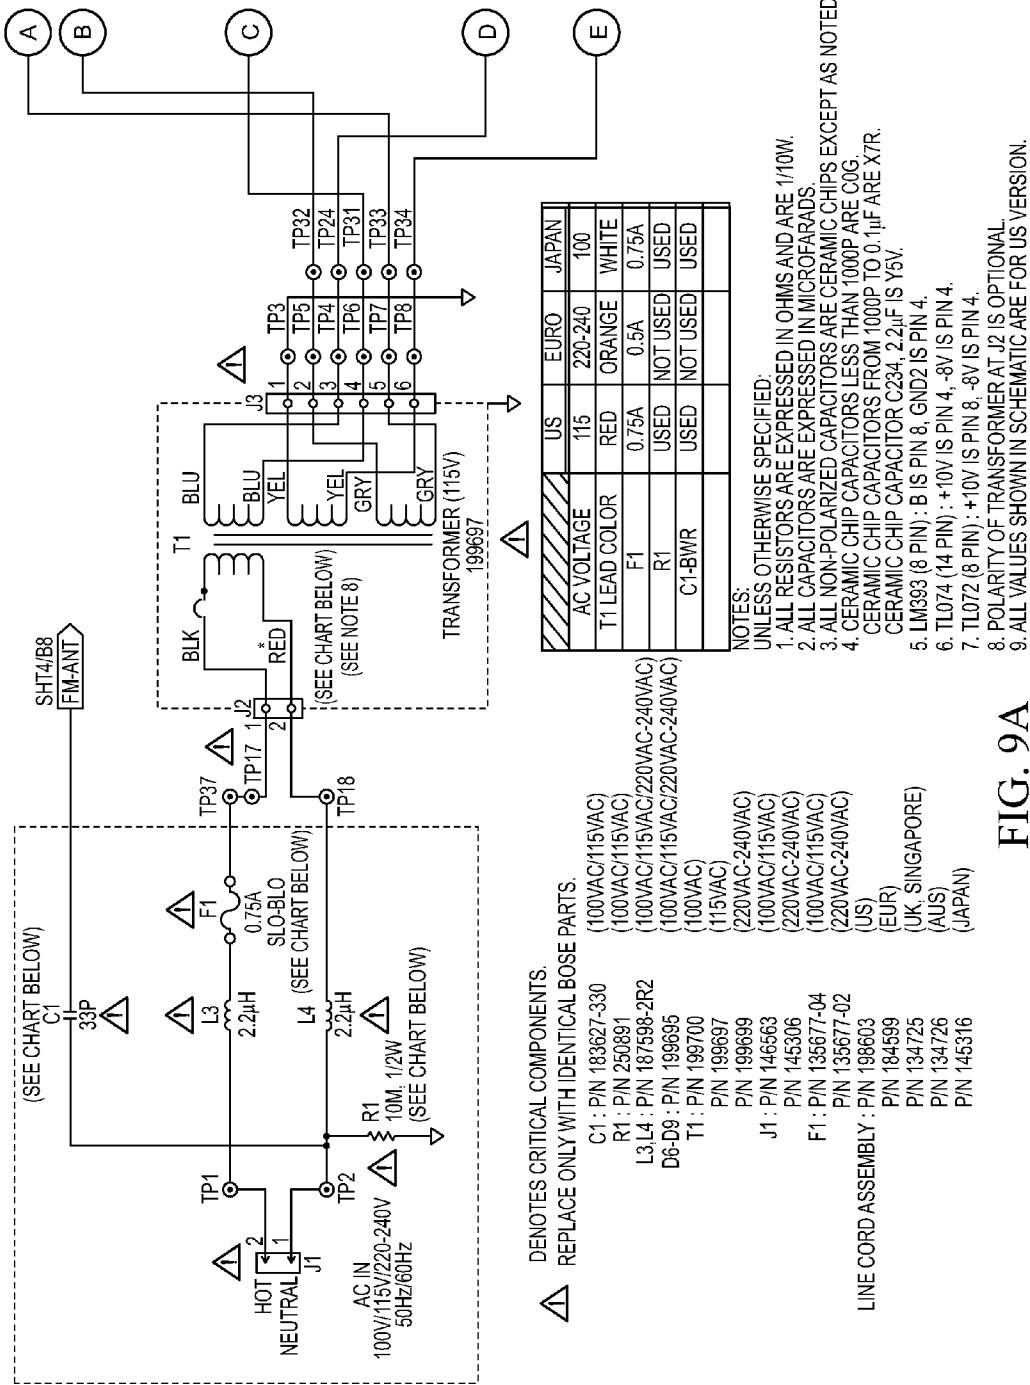 A
B
C
D
E
SHT4/B8
FM-ANT
(SEE CHART BELOW)
C1
33P
L3
2.2µH
F1
0.75A
SLO-BLO
(SEE CHART BELOW)
L4
2.2µH
R1
10M, 1/2W
(SEE CHART BELOW)
TP1
TP2
HOT
NEUTRAL
2
1
J1
AC IN
100V/115V/220-240V
50Hz/60Hz
TP37
TP17
TP18
J2
1
2
BLK
*
RED
(SEE CHART BELOW)
(SEE NOTE 8)
T1
BLU
BLU
YEL
YEL
GRY
GRY
TRANSFORMER (115V)
199697
J3
1
2
3
4
5
6
TP3
TP5
TP4
TP6
TP7
TP8
TP32
TP24
TP31
TP33
TP34
US EURO JAPAN
AC VOLTAGE 115 220-240 100
T1 LEAD COLOR RED ORANGE WHITE
F1 0.75A 0.5A 0.75A
R1 USED NOT USED USED
C1-BWR USED NOT USED USED
NOTES:
UNLESS OTHERWISE SPECIFIED:
1. ALL RESISTORS ARE EXPRESSED IN OHMS AND ARE 1/10W.
2. ALL CAPACITORS ARE EXPRESSED IN MICROFARADS.
3. ALL NON-POLARIZED CAPACITORS ARE CERAMIC CHIPS EXCEPT AS NOTED
4. CERAMIC CHIP CAPACITORS LESS THAN 1000P ARE C0G.
CERAMIC CHIP CAPACITORS FROM 1000P TO 0.1µF ARE X7R.
CERAMIC CHIP CAPACITOR C234, 2.2µF IS Y5V.
5. LM393 (8 PIN) : B IS PIN 8, GND2 IS PIN 4.
6. TL074 (14 PIN) : +10V IS PIN 4, -8V IS PIN 4.
7. TL072 (8 PIN) : +10V IS PIN 8, -8V IS PIN 4.
8. POLARITY OF TRANSFORMER AT J2 IS OPTIONAL.
9. ALL VALUES SHOWN IN SCHEMATIC ARE FOR US VERSION.
DENOTES CRITICAL COMPONENTS.
REPLACE ONLY WITH IDENTICAL BOSE PARTS.
C1 : P/N 183627-330 (100VAC/115VAC)
R1 : P/N 250891 (100VAC/115VAC)
L3,L4 : P/N 187598-2R2 (100VAC/115VAC/220VAC-240VAC)
D6-D9 : P/N 199695 (100VAC/115VAC/220VAC-240VAC)
T1 : P/N 199700 (100VAC)
P/N 199697 (115VAC)
P/N 199699 (220VAC-240VAC)
J1 : P/N 146563 (100VAC/115VAC)
P/N 145306 (220VAC-240VAC)
F1 : P/N 135677-04 (100VAC/115VAC)
P/N 135677-02 (220VAC-240VAC)
LINE CORD ASSEMBLY : P/N 198603 (US)
P/N 184599 (EUR)
P/N 134725 (UK, SINGAPORE)
P/N 134726 (AUS)
P/N 145316 (JAPAN)
FIG. 9A